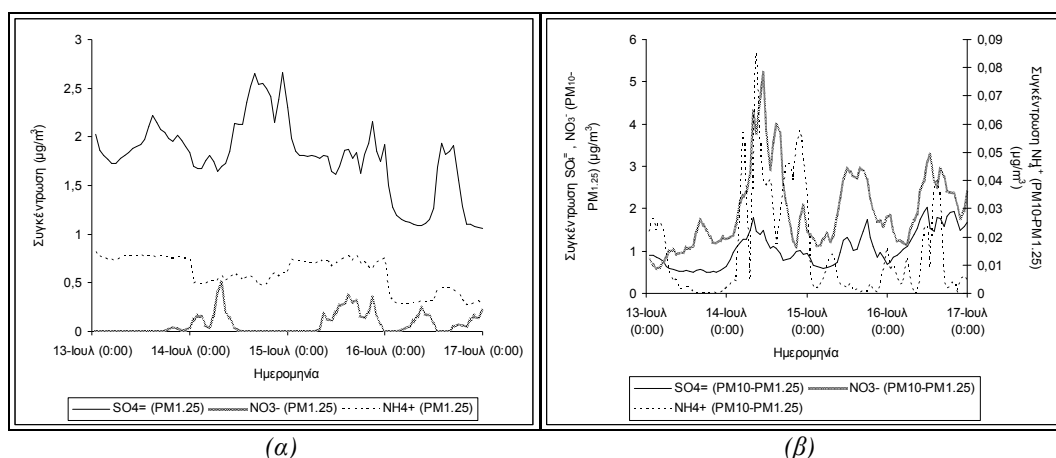 3
2,5
2
1,5
1
0,5
0
Συγκέντρωση (μg/m³)
13-Ιουλ (0:00) 14-Ιουλ (0:00) 15-Ιουλ (0:00) 16-Ιουλ (0:00) 17-Ιουλ (0:00)
Ημερομηνία
SO4= (PM1.25) NO3- (PM1.25) NH4+ (PM1.25)
(α)
6
5
4
3
2
1
0
Συγκέντρωση SO₄⁼ , NO₃⁻ (PM₁₀-
PM₁.₂₅) (μg/m³)
0,09
0,08
0,07
0,06
0,05
0,04
0,03
0,02
0,01
0,00
Συγκέντρωση NH₄⁺ (PM10-PM1.25)
(μg/m³)
13-Ιουλ 14-Ιουλ 15-Ιουλ 16-Ιουλ 17-Ιουλ
(0:00) (0:00) (0:00) (0:00) (0:00)
Ημερομηνία
SO4= (PM10-PM1.25) NO3- (PM10-PM1.25)
NH4+ (PM10-PM1.25)
(β)